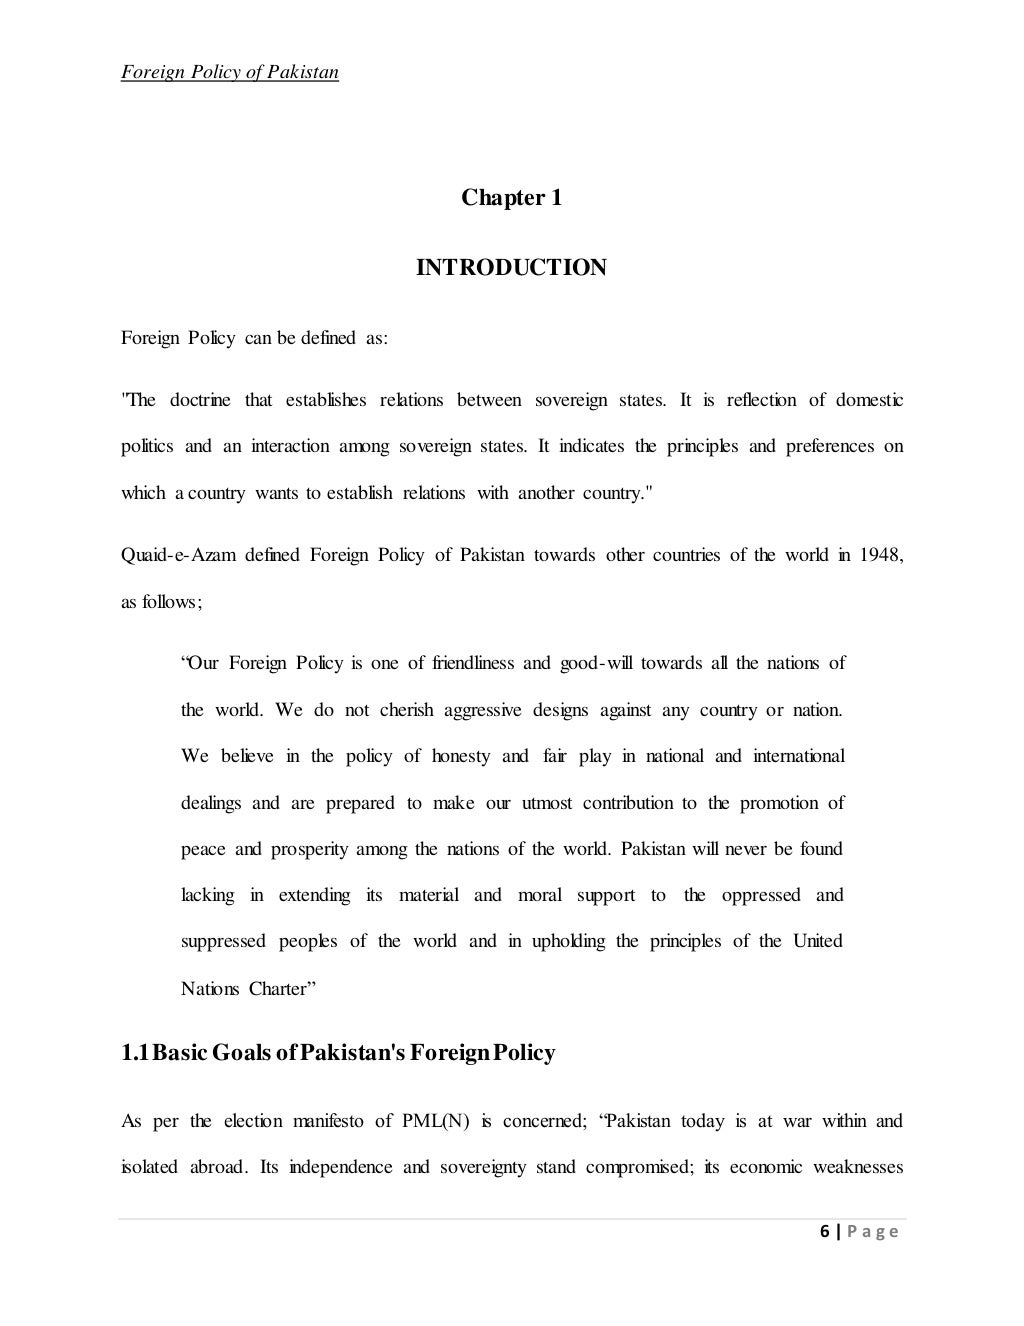 Foreign Policy of Pakistan
Chapter 1
INTRODUCTION
Foreign Policy can be defined as:
"The doctrine that establishes relations between sovereign states. It is reflection of domestic
politics and an interaction among sovereign states. It indicates the principles and preferences on
which a country wants to establish relations with another country."
Quaid-e-Azam defined Foreign Policy of Pakistan towards other countries of the world in 1948,
as follows;
“Our Foreign Policy is one of friendliness and good-will towards all the nations of
the world. We do not cherish aggressive designs against any country or nation.
We believe in the policy of honesty and fair play in national and international
dealings and are prepared to make our utmost contribution to the promotion of
peace and prosperity among the nations of the world. Pakistan will never be found
lacking in extending its material and moral support to the oppressed and
suppressed peoples of the world and in upholding the principles of the United
Nations Charter”
1.1 Basic Goals of Pakistan's Foreign Policy
As per the election manifesto of PML(N) is concerned; “Pakistan today is at war within and
isolated abroad. Its independence and sovereignty stand compromised; its economic weaknesses
6 | Page